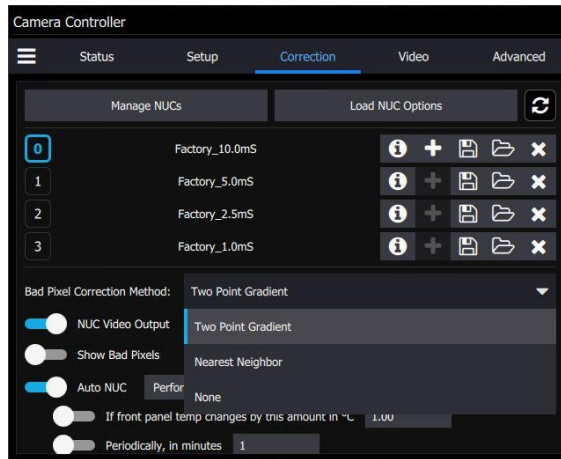 Camera Controller
Status Setup Correction Video Advanced
Manage NUCs Load NUC Options
0 Factory_10.0mS
1 Factory_5.0mS
2 Factory_2.5mS
3 Factory_1.0mS
Bad Pixel Correction Method: Two Point Gradient
NUC Video Output Two Point Gradient
Show Bad Pixels Nearest Neighbor
Auto NUC Perfor None
If front panel temp changes by this amount in °C 1.00
Periodically, in minutes 1